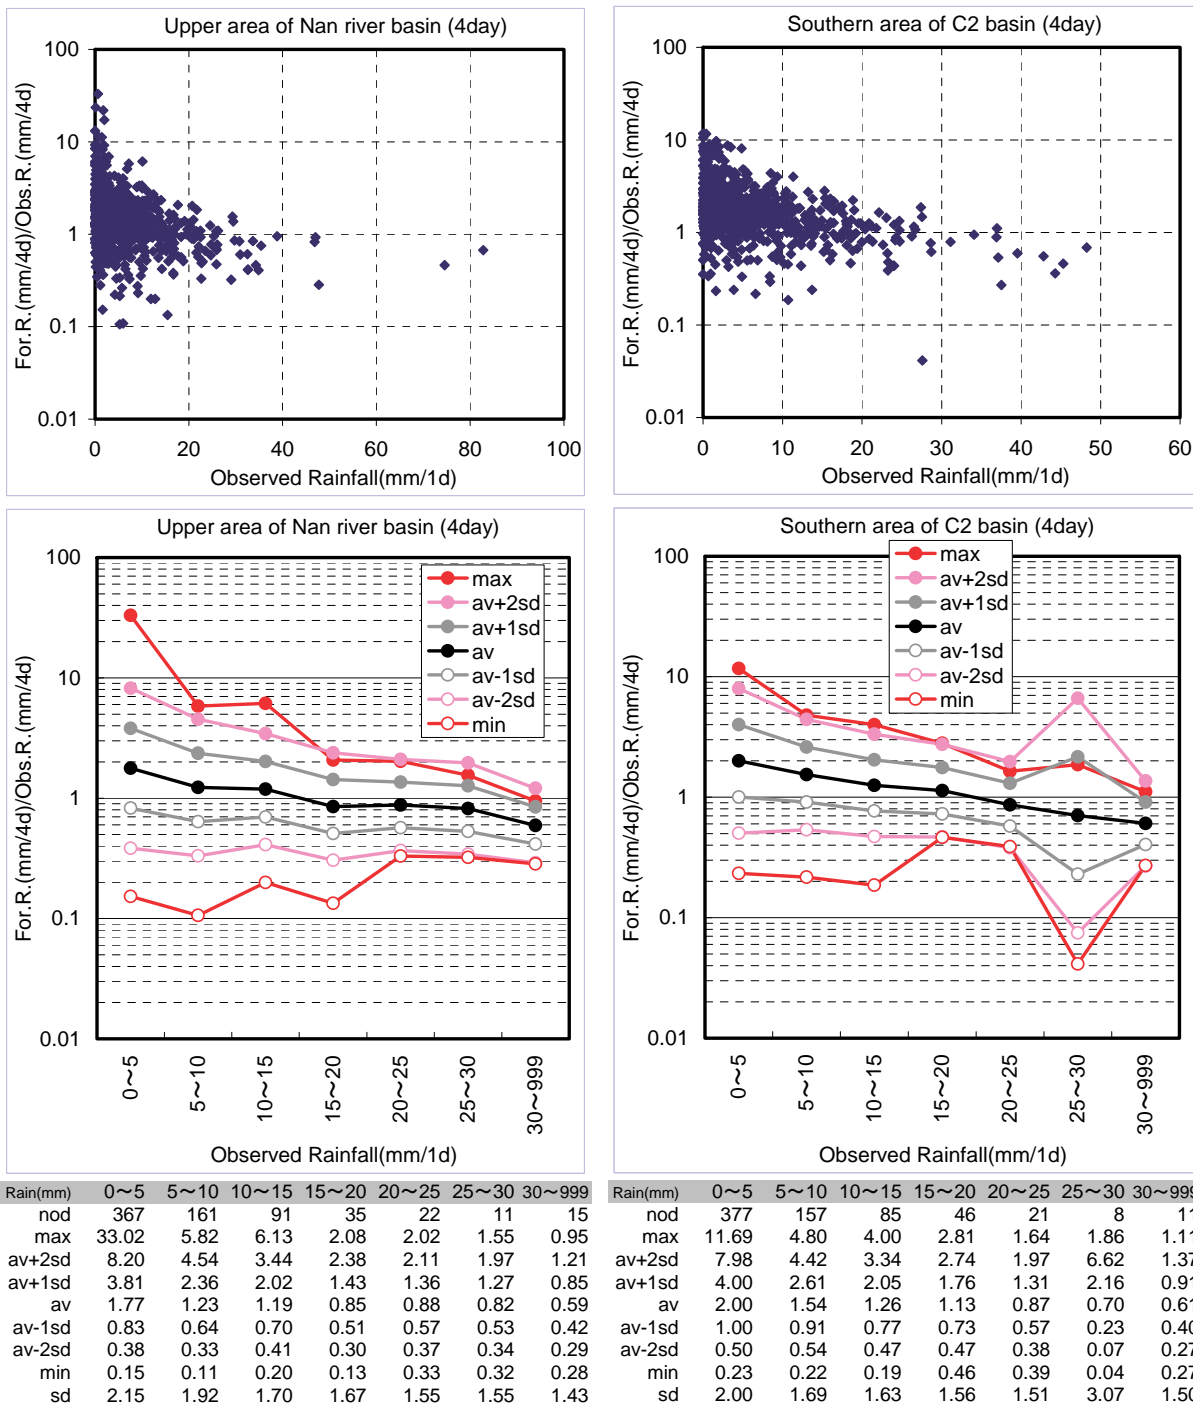 Upper area of Nan river basin (4day)
For.R.(mm/4d)/Obs.R.(mm/4d)
100
10
1
0.1
0.01
0 20 40 60 80 100
Observed Rainfall(mm/1d)
Southern area of C2 basin (4day)
For.R.(mm/4d)/Obs.R.(mm/4d)
100
10
1
0.1
0.01
0 10 20 30 40 50 60
Observed Rainfall(mm/1d)
Upper area of Nan river basin (4day)
For.R.(mm/4d)/Obs.R.(mm/4d)
100
10
1
0.1
0.01
max
av+2sd
av+1sd
av
av-1sd
av-2sd
min
0～5 5～10 10～15 15～20 20～25 25～30 30～999
Observed Rainfall(mm/1d)
Southern area of C2 basin (4day)
For.R.(mm/4d)/Obs.R.(mm/4d)
100
10
1
0.1
0.01
max
av+2sd
av+1sd
av
av-1sd
av-2sd
min
0～5 5～10 10～15 15～20 20～25 25～30 30～999
Observed Rainfall(mm/1d)
Rain(mm) 0～5 5～10 10～15 15～20 20～25 25～30 30～999
nod 367 161 91 35 22 11 15
max 33.02 5.82 6.13 2.08 2.02 1.55 0.95
av+2sd 8.20 4.54 3.44 2.38 2.11 1.97 1.21
av+1sd 3.81 2.36 2.02 1.43 1.36 1.27 0.85
av 1.77 1.23 1.19 0.85 0.88 0.82 0.59
av-1sd 0.83 0.64 0.70 0.51 0.57 0.53 0.42
av-2sd 0.38 0.33 0.41 0.30 0.37 0.34 0.29
min 0.15 0.11 0.20 0.13 0.33 0.32 0.28
sd 2.15 1.92 1.70 1.67 1.55 1.55 1.43
Rain(mm) 0～5 5～10 10～15 15～20 20～25 25～30 30～999
nod 377 157 85 46 21 8 11
max 11.69 4.80 4.00 2.81 1.64 1.86 1.11
av+2sd 7.98 4.42 3.34 2.74 1.97 6.62 1.37
av+1sd 4.00 2.61 2.05 1.76 1.31 2.16 0.91
av 2.00 1.54 1.26 1.13 0.87 0.70 0.61
av-1sd 1.00 0.91 0.77 0.73 0.57 0.23 0.40
av-2sd 0.50 0.54 0.47 0.47 0.38 0.07 0.27
min 0.23 0.22 0.19 0.46 0.39 0.04 0.27
sd 2.00 1.69 1.63 1.56 1.51 3.07 1.50